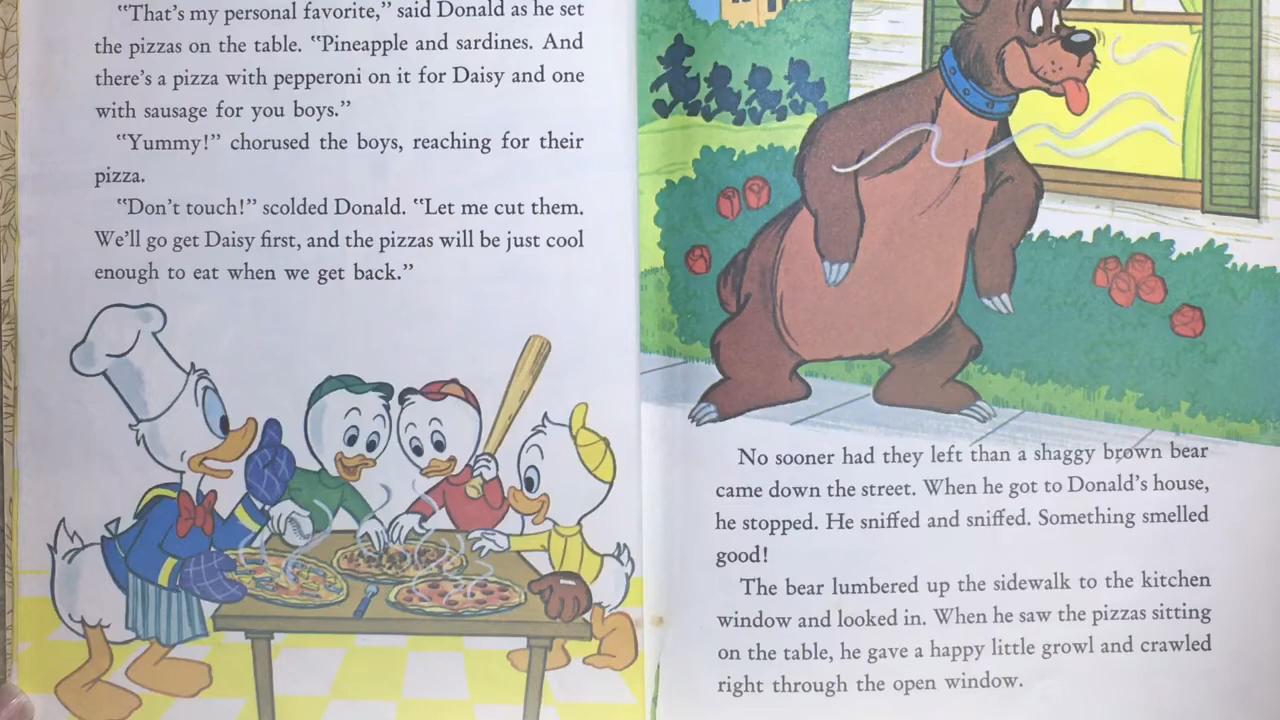 "That's my personal favorite," said Donald as he set
the pizzas on the table. "Pineapple and sardines. And
there's a pizza with pepperoni on it for Daisy and one
with sausage for you boys."
"Yummy!" chorused the boys, reaching for their
pizza.
"Don't touch!" scolded Donald. "Let me cut them.
We'll go get Daisy first, and the pizzas will be just cool
enough to eat when we get back."
No sooner had they left than a shaggy brown bear
came down the street. When he got to Donald's house,
he stopped. He sniffed and sniffed. Something smelled
good!
The bear lumbered up the sidewalk to the kitchen
window and looked in. When he saw the pizzas sitting
on the table, he gave a happy little growl and crawled
right through the open window.